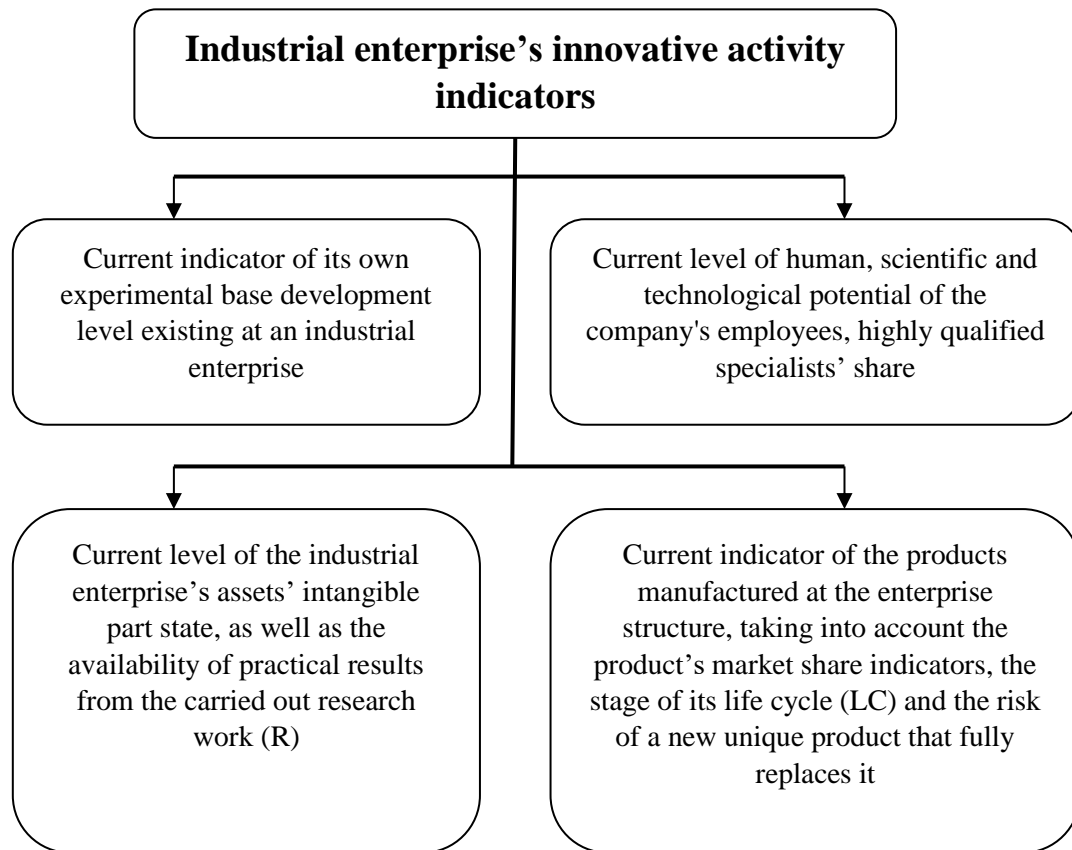 Industrial enterprise’s innovative activity
indicators
Current indicator of its own
experimental base development
level existing at an industrial
enterprise
Current level of human, scientific and
technological potential of the
company's employees, highly qualified
specialists’ share
Current level of the industrial
enterprise’s assets’ intangible
part state, as well as the
availability of practical results
from the carried out research
work (R)
Current indicator of the products
manufactured at the enterprise
structure, taking into account the
product’s market share indicators, the
stage of its life cycle (LC) and the risk
of a new unique product that fully
replaces it